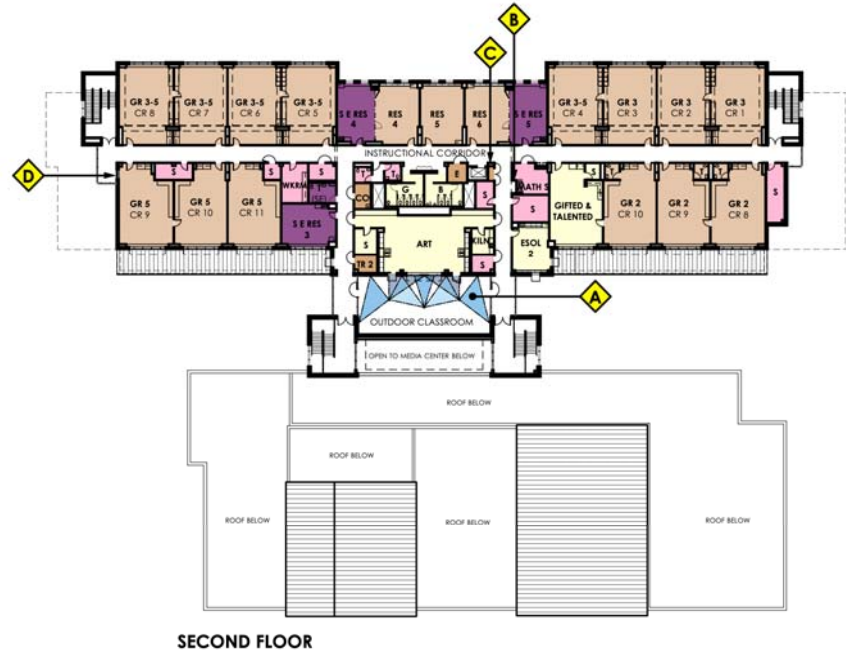 B
C
GR 3-5
CR 8
GR 3-5
CR 7
GR 3-5
CR 6
GR 3-5
CR 5
S E RES
4
RES
4
RES
5
RES
6
S E RES
5
GR 3-5
CR 4
GR 3
CR 3
GR 3
CR 2
GR 3
CR 1
INSTRUCTIONAL CORRIDOR
D
S
S
S
WKRM
T
T
E
S
MATH S
S
T
T
S
GR 5
CR 9
GR 5
CR 10
GR 5
CR 11
S E RES
3
CO
G
B
S
GIFTED &
TALENTED
GR 2
CR 10
GR 2
CR 9
GR 2
CR 8
S
ART
KILN
ESOL
2
TR 2
S
A
OUTDOOR CLASSROOM
OPEN TO MEDIA CENTER BELOW
ROOF BELOW
ROOF BELOW
ROOF BELOW
ROOF BELOW
ROOF BELOW
SECOND FLOOR